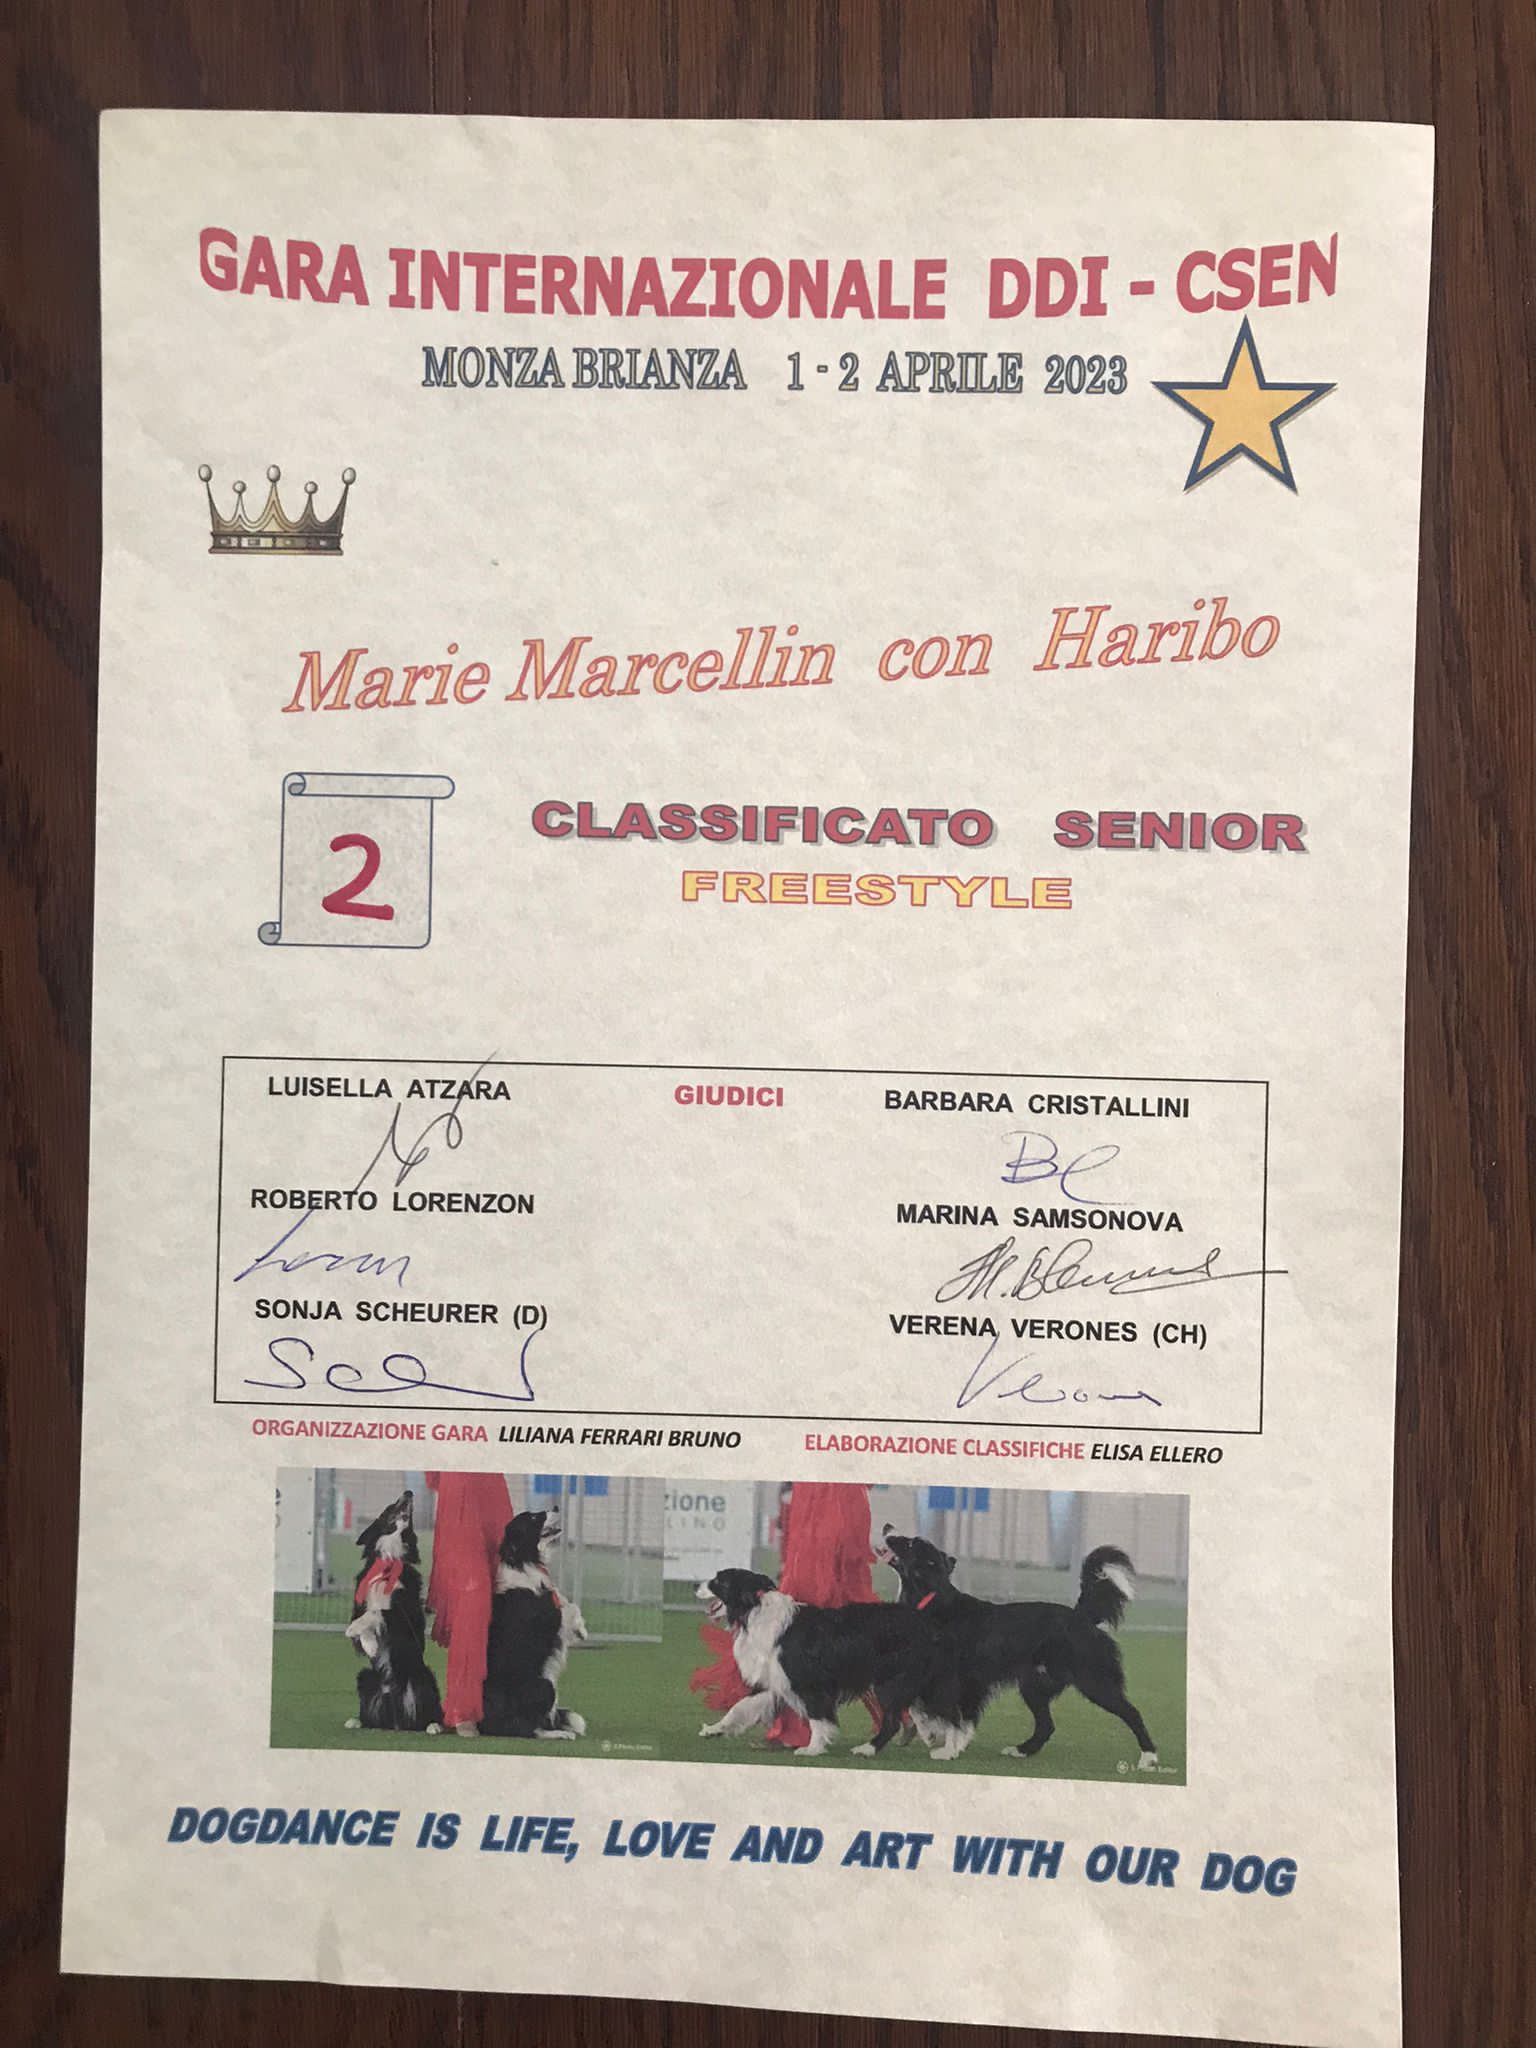 GARA INTERNAZIONALE DDI - CSEN
MONZA BRIANZA 1 - 2 APRILE 2023
Marie Marcellin con Haribo
2
CLASSIFICATO SENIOR
FREESTYLE
GIUDICI
LUISELLA ATZARA
BARBARA CRISTALLINI
ROBERTO LORENZON
MARINA SAMSONOVA
SONJA SCHEURER (D)
VERENA VERONES (CH)
ORGANIZZAZIONE GARA LILIANA FERRARI BRUNO
ELABORAZIONE CLASSIFICHE ELISA ELLERO
zione
LINO
DOGDANCE IS LIFE, LOVE AND ART WITH OUR DOG